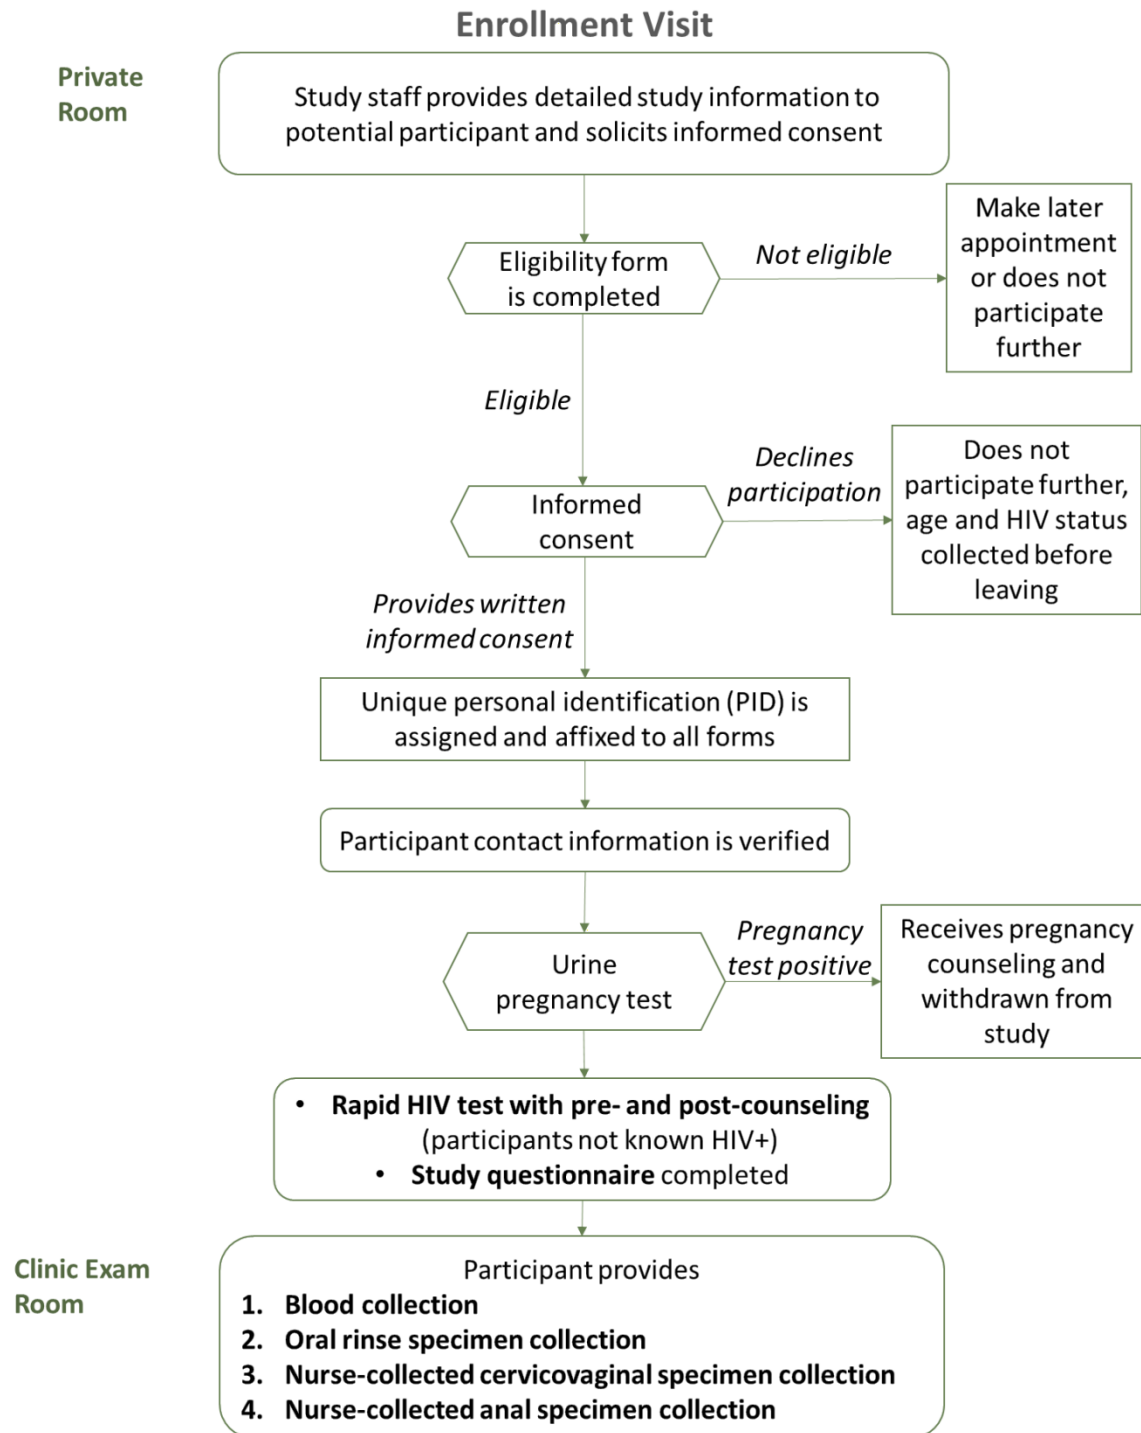 Enrollment Visit
Private
Room
Study staff provides detailed study information to
potential participant and solicits informed consent
Eligibility form
is completed
Not eligible
Make later
appointment
or does not
participate
further
Eligible
Informed
consent
Declines
participation
Does not
participate further,
age and HIV status
collected before
leaving
Provides written
informed consent
Unique personal identification (PID) is
assigned and affixed to all forms
Participant contact information is verified
Urine
pregnancy test
Pregnancy
test positive
Receives pregnancy
counseling and
withdrawn from
study
• Rapid HIV test with pre- and post-counseling
(participants not known HIV+)
• Study questionnaire completed
Clinic Exam
Room
Participant provides
1. Blood collection
2. Oral rinse specimen collection
3. Nurse-collected cervicovaginal specimen collection
4. Nurse-collected anal specimen collection